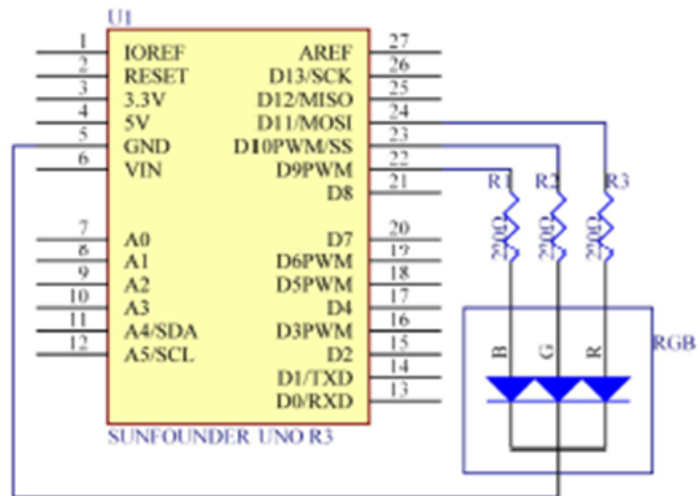 U1
1 IOREF AREF 27
2 RESET D13/SCK 26
3 3.3V D12/MISO 25
4 5V D11/MOSI 24
5 GND D10PWM/SS 23
6 VIN D9PWM 22
D8 21
R1 R2 R3
220Ω 220Ω 220Ω
7 A0 D7 20
8 A1 D6PWM 19
9 A2 D5PWM 18
10 A3 D4 17
11 A4/SDA D3PWM 16
12 A5/SCL D2 15
D1/TXD 14
D0/RXD 13
B G R RGB
SUNFOUNDER UNO R3